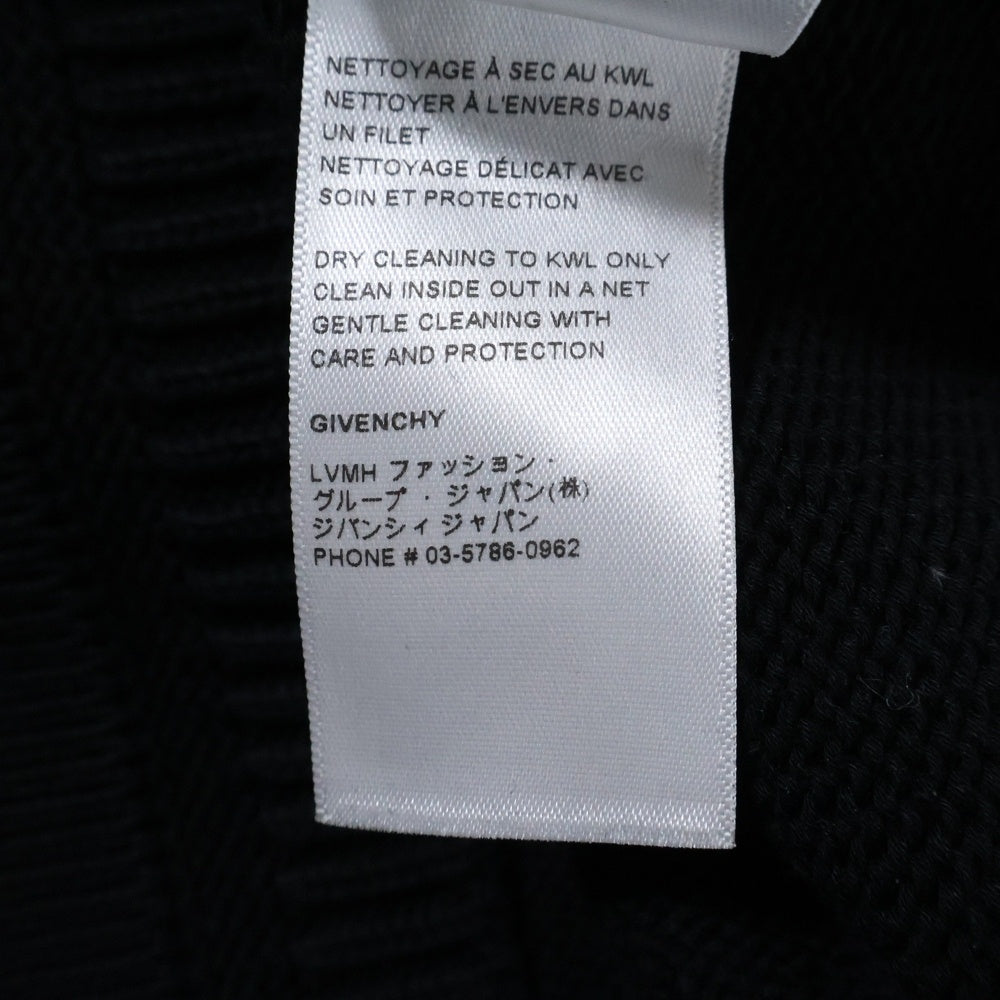 NETTOYAGE À SEC AU KWL
NETTOYER À L'ENVERS DANS
UN FILET
NETTOYAGE DÉLICAT AVEC
SOIN ET PROTECTION
DRY CLEANING TO KWL ONLY
CLEAN INSIDE OUT IN A NET
GENTLE CLEANING WITH
CARE AND PROTECTION
GIVENCHY
LVMH ファッション・
グループ・ジャパン(株)
ジバンシィ ジャパン
PHONE # 03-5786-0962